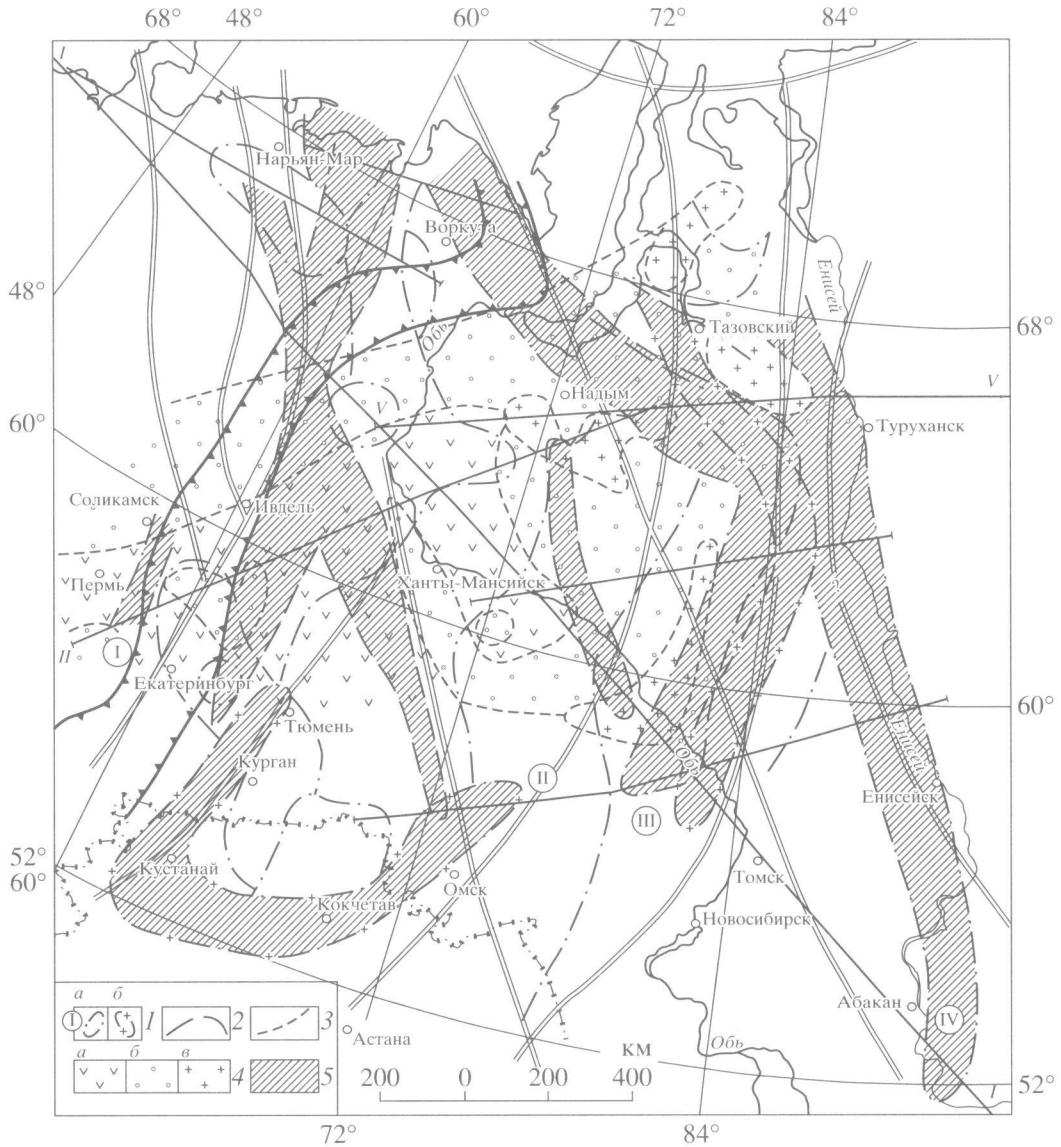 68° 48° 60° 72° 84°
I
Нарьян-Мар
Воркута
Енисей
48°
Тазовский
68°
Обь
Надым
V
V
60°
Туруханск
Соликамск
Ивдель
Пермь
Ханты-Мансийск
?
II
I
Екатеринбург
60°
Тюмень
Обь
Енисей
Курган
II
Енисейск
III
52°
60°
Кустанай
Омск
Томск
Кокчетав
Новосибирск
а б
I 1 2 3
Абакан
IV
Астана
км
Обь
а б в
4 5
200 0 200 400
52°
I
72° 84°